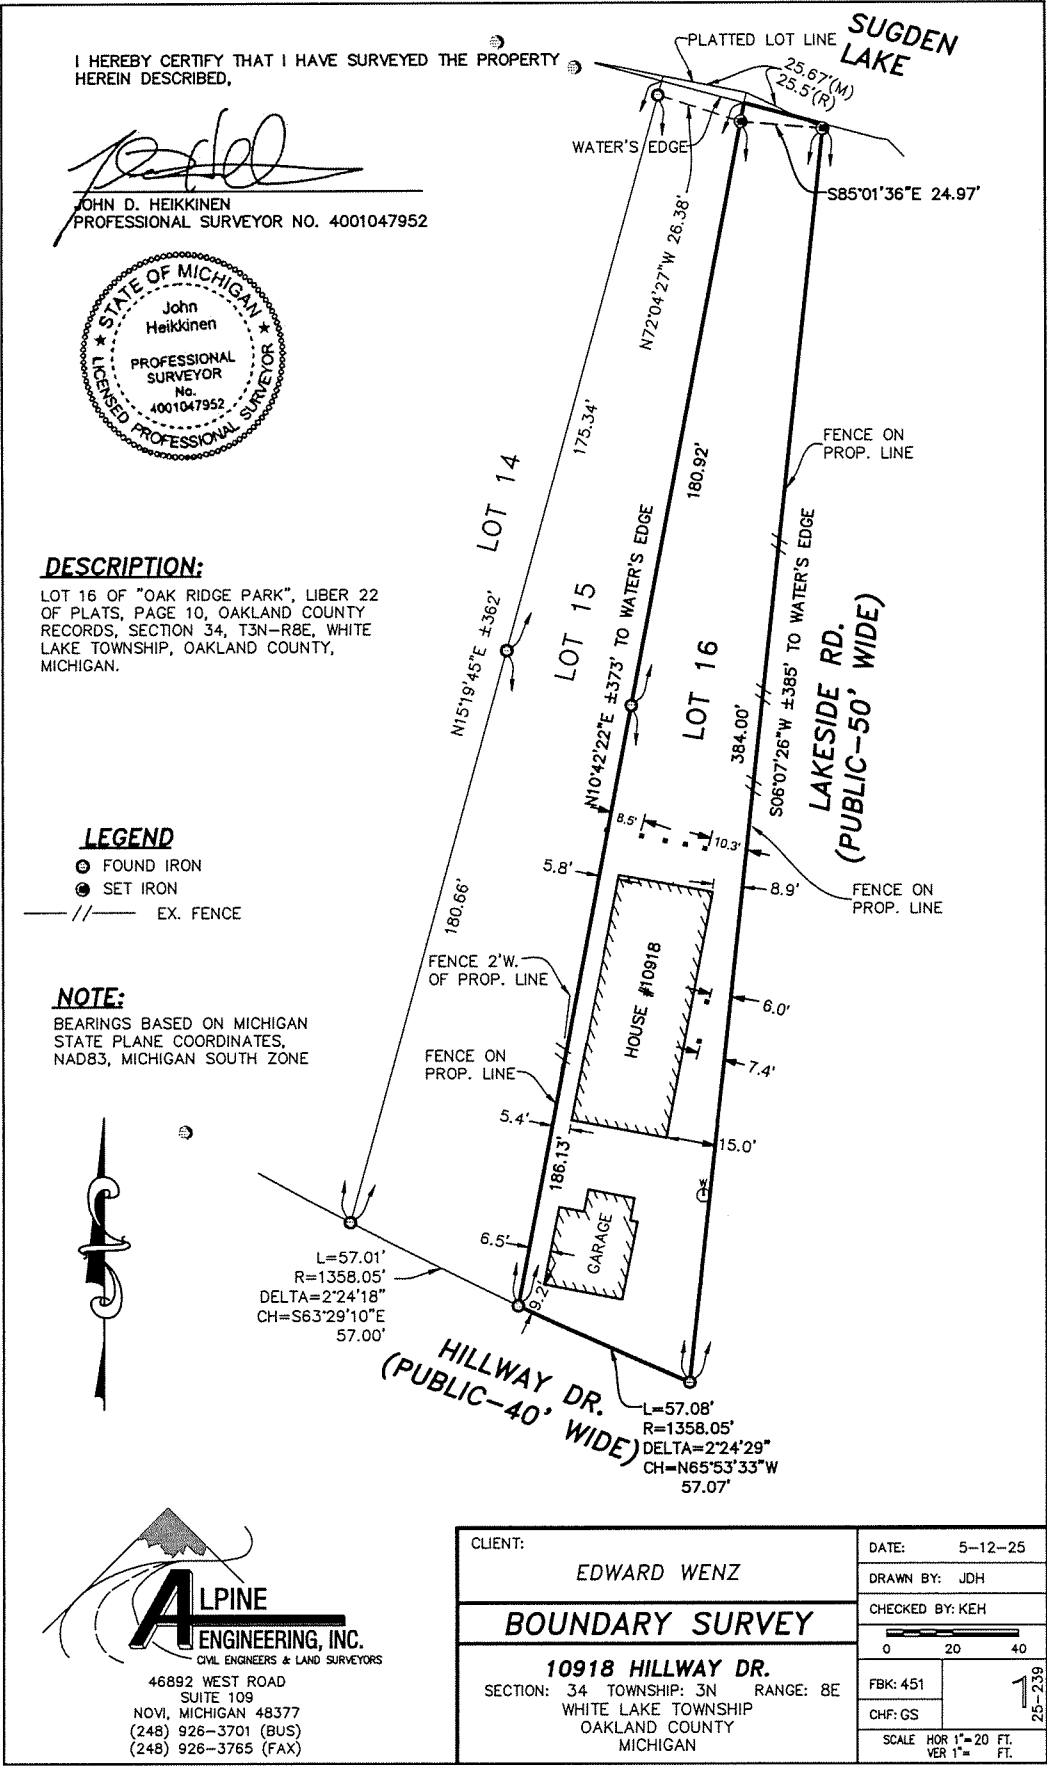 I HEREBY CERTIFY THAT I HAVE SURVEYED THE PROPERTY
HEREIN DESCRIBED,
JOHN D. HEIKKINEN
PROFESSIONAL SURVEYOR NO. 4001047952
STATE OF MICHIGAN
LICENSED PROFESSIONAL SURVEYOR
John
Heikkinen
PROFESSIONAL
SURVEYOR
No.
4001047952
SUGDEN
LAKE
PLATTED LOT LINE
25.67'(M)
25.5'(R)
WATER'S EDGE
S85°01'36"E 24.97'
N72°04'27"W 26.38'
175.34'
180.92'
FENCE ON
PROP. LINE
LOT 14
LOT 15
LOT 16
N15°19'45"E ±362'
N10°42'22"E ±373' TO WATER'S EDGE
384.00'
S06°07'26"W ±385' TO WATER'S EDGE
LAKESIDE RD.
(PUBLIC-50' WIDE)
DESCRIPTION:
LOT 16 OF "OAK RIDGE PARK", LIBER 22
OF PLATS, PAGE 10, OAKLAND COUNTY
RECORDS, SECTION 34, T3N-R8E, WHITE
LAKE TOWNSHIP, OAKLAND COUNTY,
MICHIGAN.
LEGEND
FOUND IRON
SET IRON
EX. FENCE
8.5'
10.3'
5.8'
8.9'
180.66'
FENCE ON
PROP. LINE
FENCE 2'W.
OF PROP. LINE
HOUSE #10918
6.0'
7.4'
FENCE ON
PROP. LINE
5.4'
186.13'
15.0'
W
NOTE:
BEARINGS BASED ON MICHIGAN
STATE PLANE COORDINATES,
NAD83, MICHIGAN SOUTH ZONE
6.5'
GARAGE
9.2'
L=57.01'
R=1358.05'
DELTA=2°24'18"
CH=S63°29'10"E
57.00'
HILLWAY DR.
(PUBLIC-40' WIDE)
L=57.08'
R=1358.05'
DELTA=2°24'29"
CH=N65°53'33"W
57.07'
ALPINE
ENGINEERING, INC.
CIVIL ENGINEERS & LAND SURVEYORS
46892 WEST ROAD
SUITE 109
NOVI, MICHIGAN 48377
(248) 926-3701 (BUS)
(248) 926-3765 (FAX)
CLIENT:
EDWARD WENZ
BOUNDARY SURVEY
10918 HILLWAY DR.
SECTION: 34 TOWNSHIP: 3N RANGE: 8E
WHITE LAKE TOWNSHIP
OAKLAND COUNTY
MICHIGAN
DATE: 5-12-25
DRAWN BY: JDH
CHECKED BY: KEH
0 20 40
FBK: 451
CHF: GS
1
25-239
SCALE HOR 1"=20 FT.
VER 1"= FT.